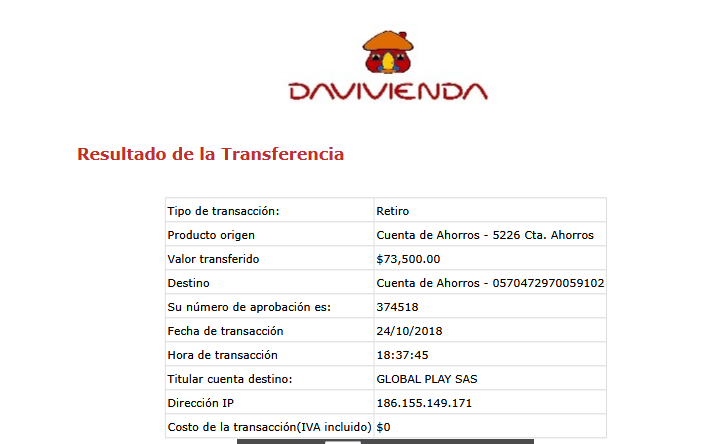 DAVIVIENDA
Resultado de la Transferencia
Tipo de transacción: Retiro
Producto origen Cuenta de Ahorros - 5226 Cta. Ahorros
Valor transferido $73,500.00
Destino Cuenta de Ahorros - 0570472970059102
Su número de aprobación es: 374518
Fecha de transacción 24/10/2018
Hora de transacción 18:37:45
Titular cuenta destino: GLOBAL PLAY SAS
Dirección IP 186.155.149.171
Costo de la transacción(IVA incluido) $0